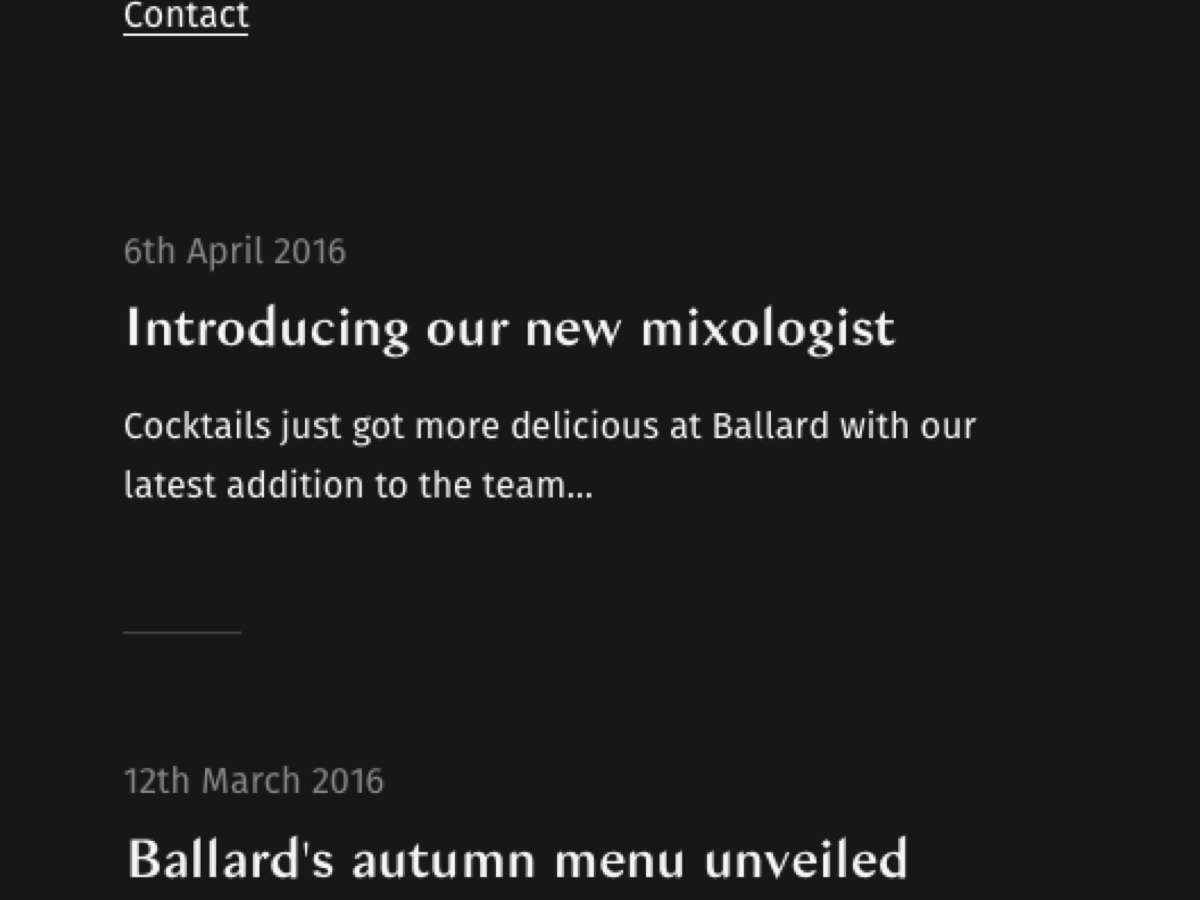 Contact
6th April 2016
Introducing our new mixologist
Cocktails just got more delicious at Ballard with our
latest addition to the team...
12th March 2016
Ballard's autumn menu unveiled